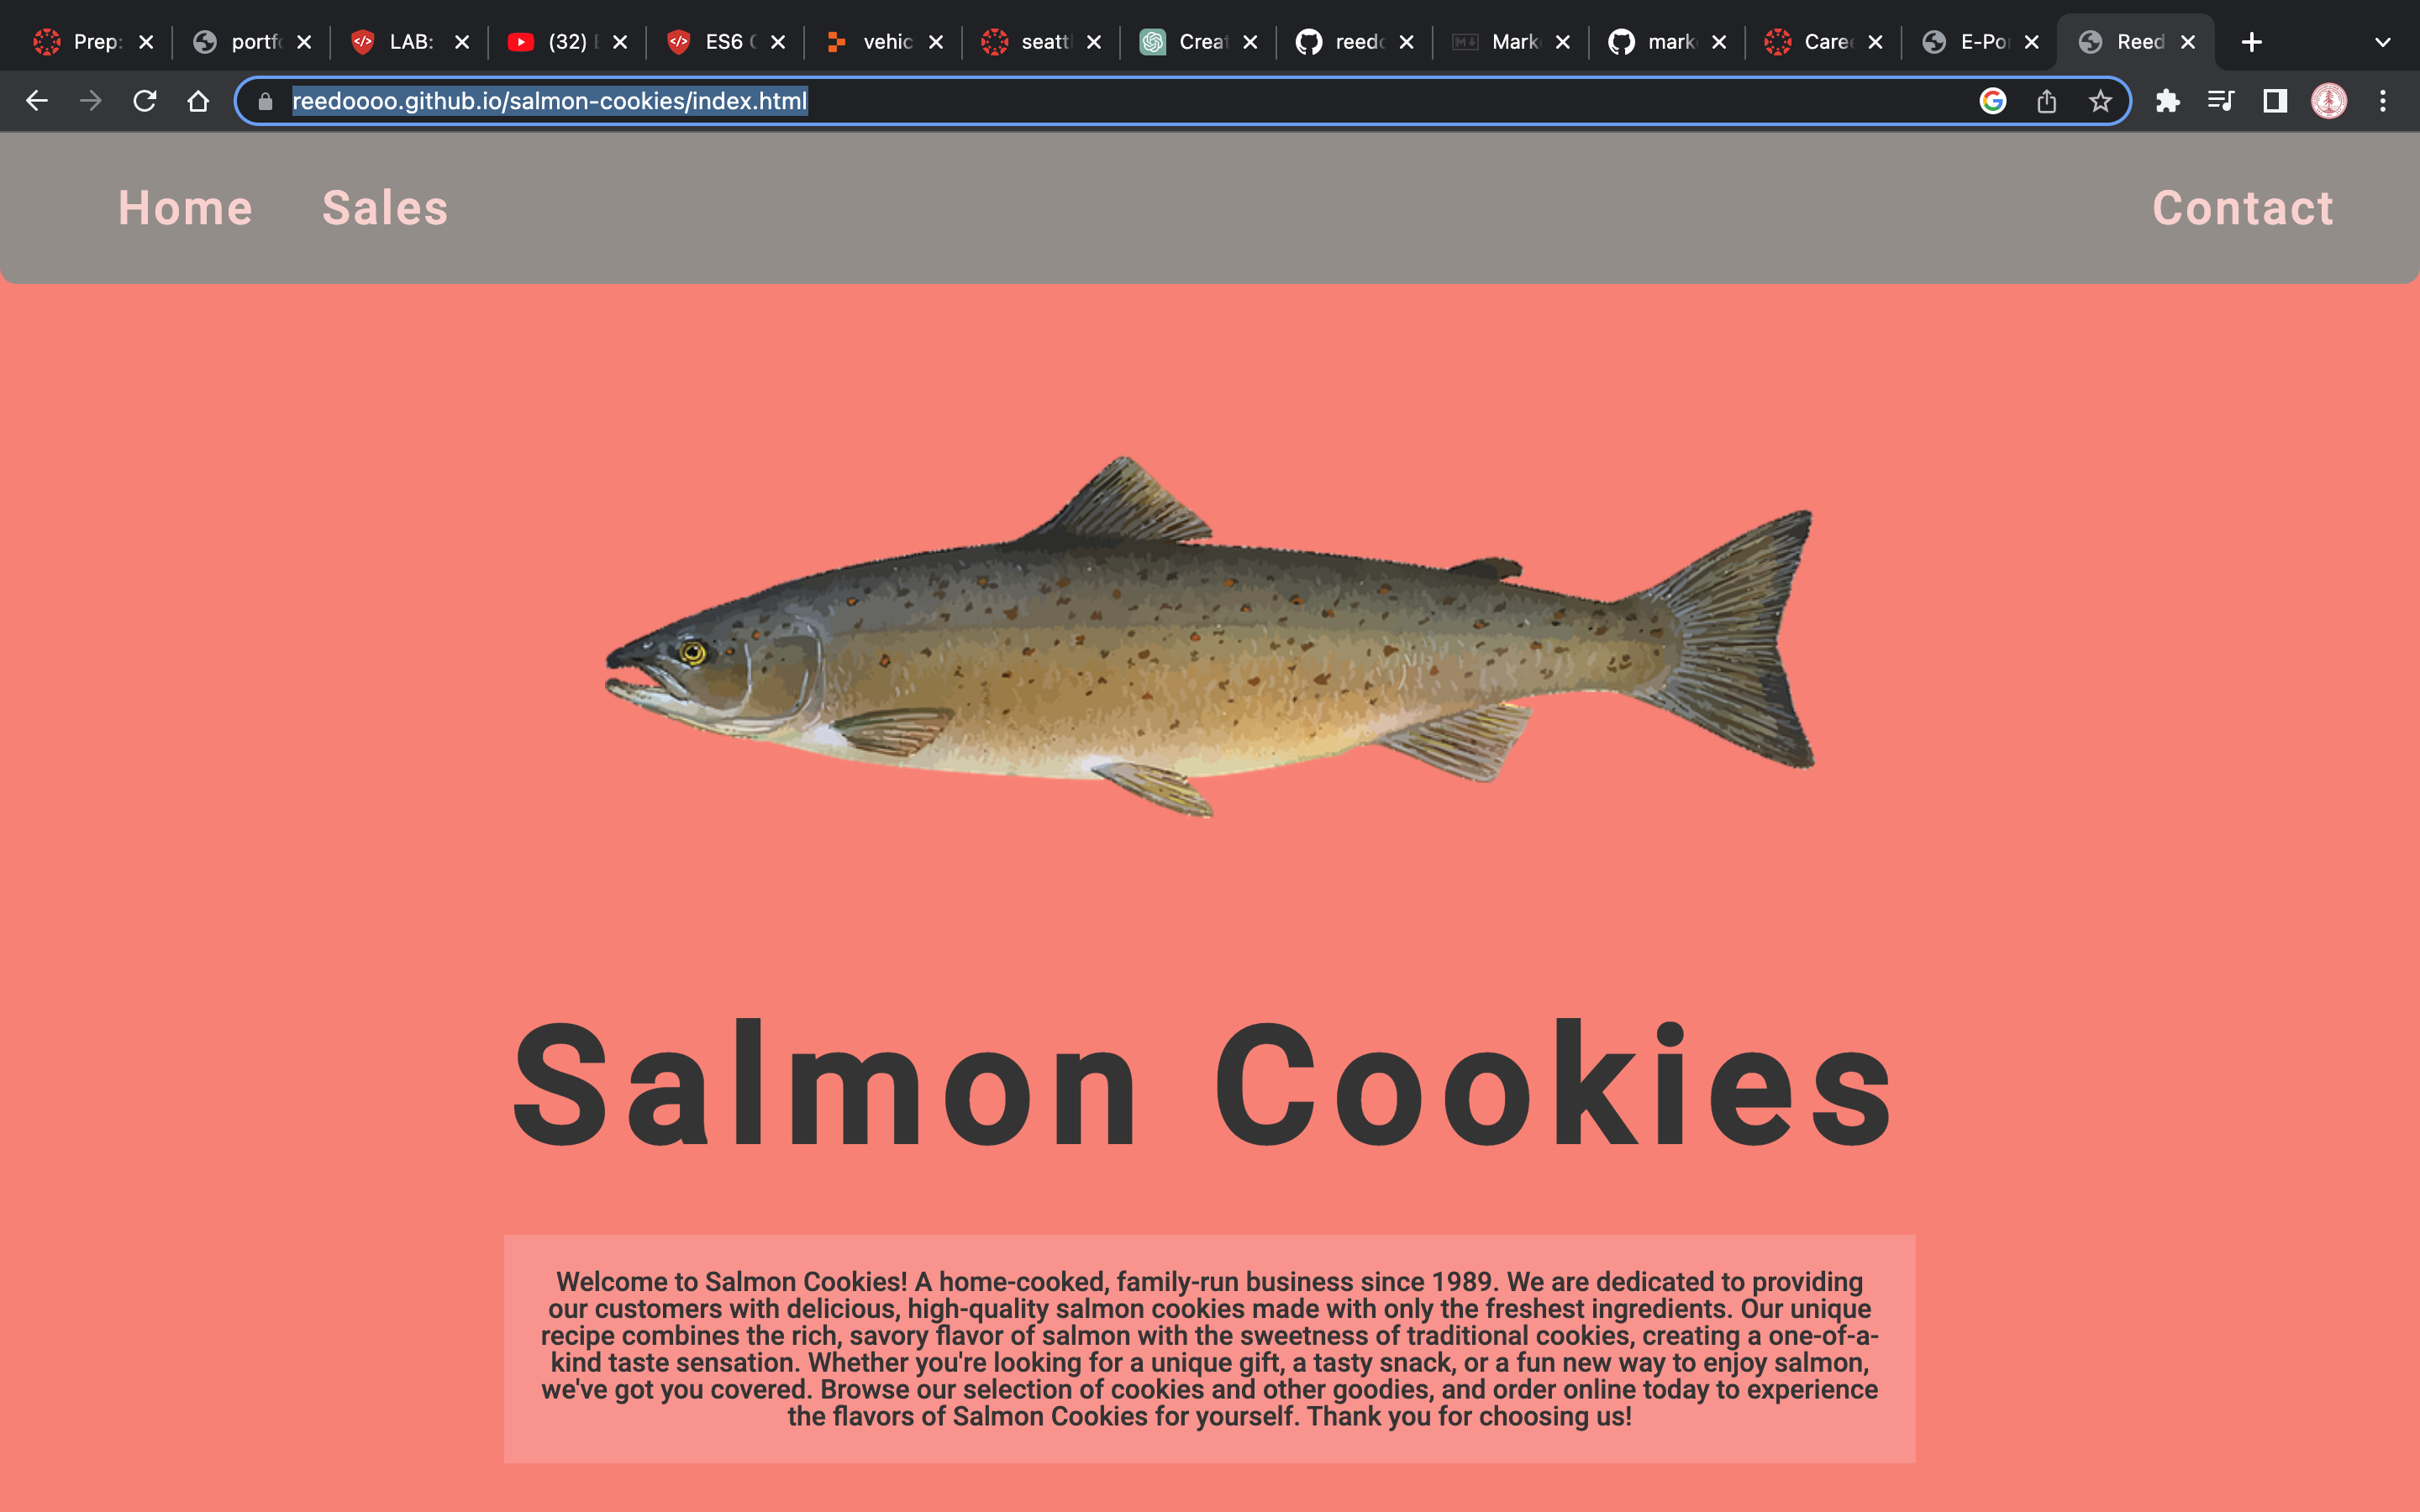 Prep: portf LAB: (32) ES6 vehic seattl Creat reedo Mark mark Care E-Por Reed
reedoooo.github.io/salmon-cookies/index.html
Home Sales Contact
Salmon Cookies
Welcome to Salmon Cookies! A home-cooked, family-run business since 1989. We are dedicated to providing
our customers with delicious, high-quality salmon cookies made with only the freshest ingredients. Our unique
recipe combines the rich, savory flavor of salmon with the sweetness of traditional cookies, creating a one-of-a-
kind taste sensation. Whether you're looking for a unique gift, a tasty snack, or a fun new way to enjoy salmon,
we've got you covered. Browse our selection of cookies and other goodies, and order online today to experience
the flavors of Salmon Cookies for yourself. Thank you for choosing us!